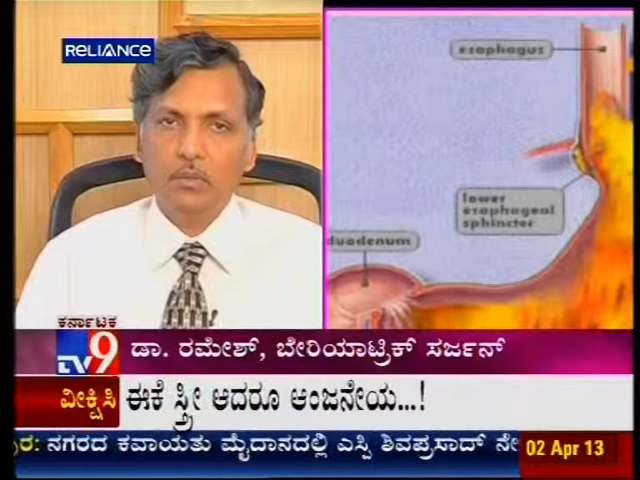 RELIANCE
esophagus
lower
esophageal
sphincter
duodenum
ಕರ್ನಾಟಕ
TV9
ಡಾ. ರಮೇಶ್, ಬೇರಿಯಾಟ್ರಿಕ್ ಸರ್ಜನ್
ವೀಕ್ಷಿಸಿ ಈಕೆ ಸ್ತ್ರೀ ಆದರೂ ಆಂಜನೇಯ...!
ರ: ನಗರದ ಕವಾಯತು ಮೈದಾನದಲ್ಲಿ ಎಸ್ಪಿ ಶಿವಪ್ರಸಾದ್ ನೇ
02 Apr 13